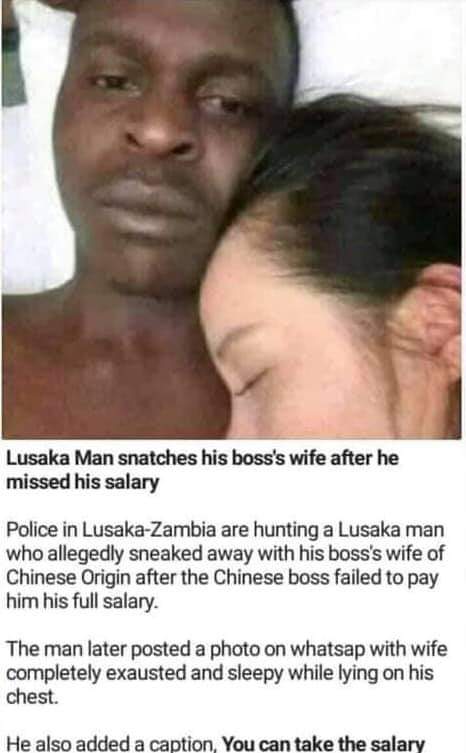 Lusaka Man snatches his boss's wife after he
missed his salary
Police in Lusaka-Zambia are hunting a Lusaka man
who allegedly sneaked away with his boss's wife of
Chinese Origin after the Chinese boss failed to pay
him his full salary.
The man later posted a photo on whatsap with wife
completely exausted and sleepy while lying on his
chest.
He also added a caption, You can take the salary